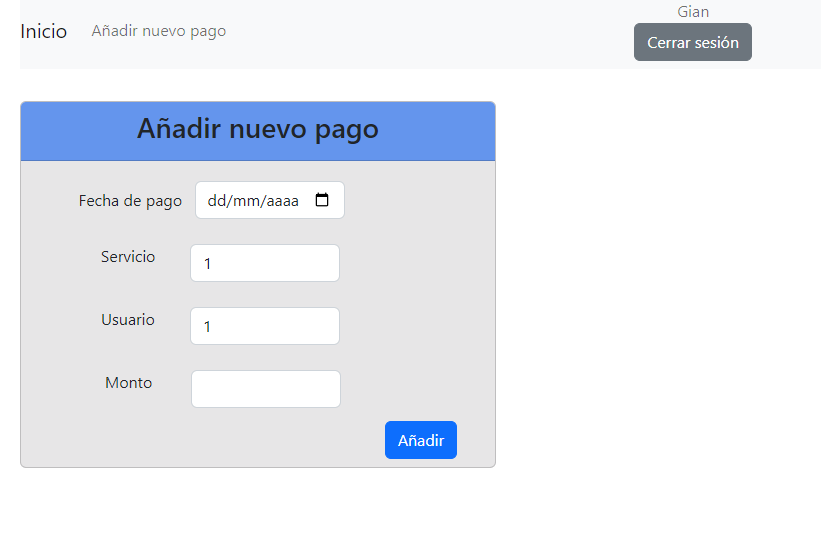 Inicio Añadir nuevo pago Gian
Cerrar sesión
Añadir nuevo pago
Fecha de pago dd/mm/aaaa
Servicio 1
Usuario 1
Monto
Añadir